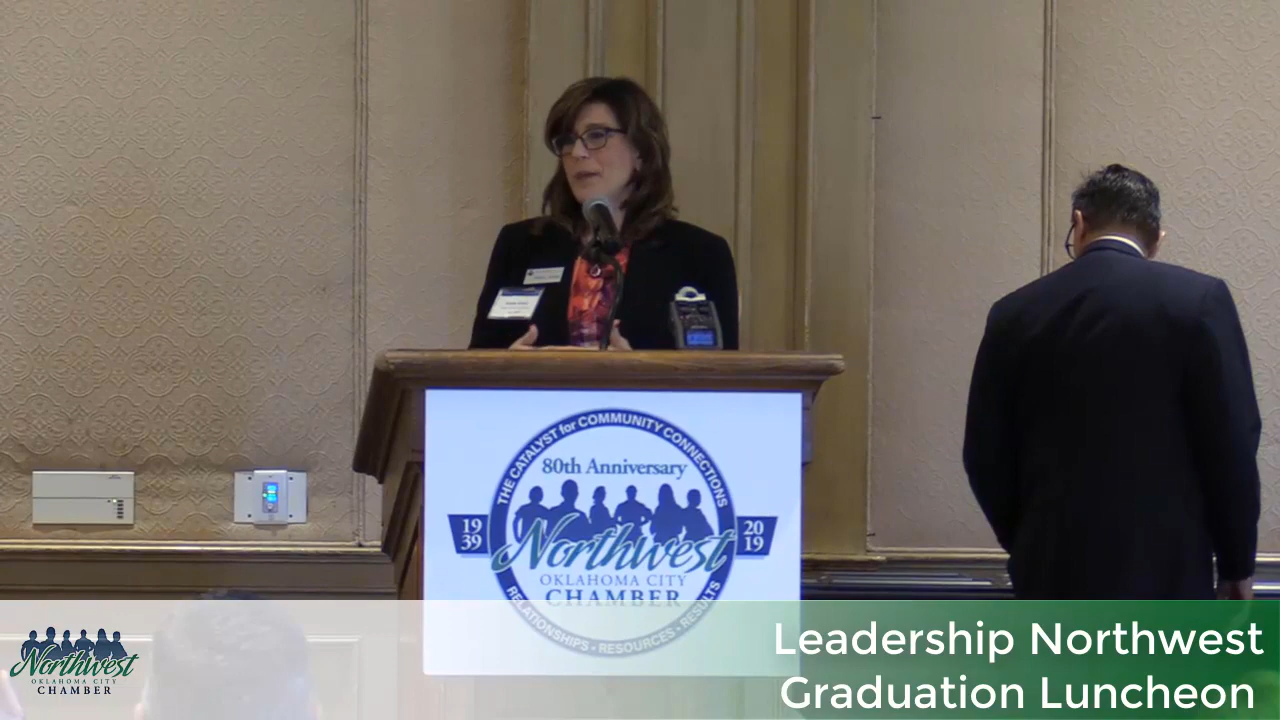 THE CATALYST for COMMUNITY CONNECTIONS
80th Anniversary
19
39
Northwest
20
19
OKLAHOMA CITY
CHAMBER
RELATIONSHIPS • RESOURCES • RESULTS
Northwest
OKLAHOMA CITY
CHAMBER
Leadership Northwest
Graduation Luncheon